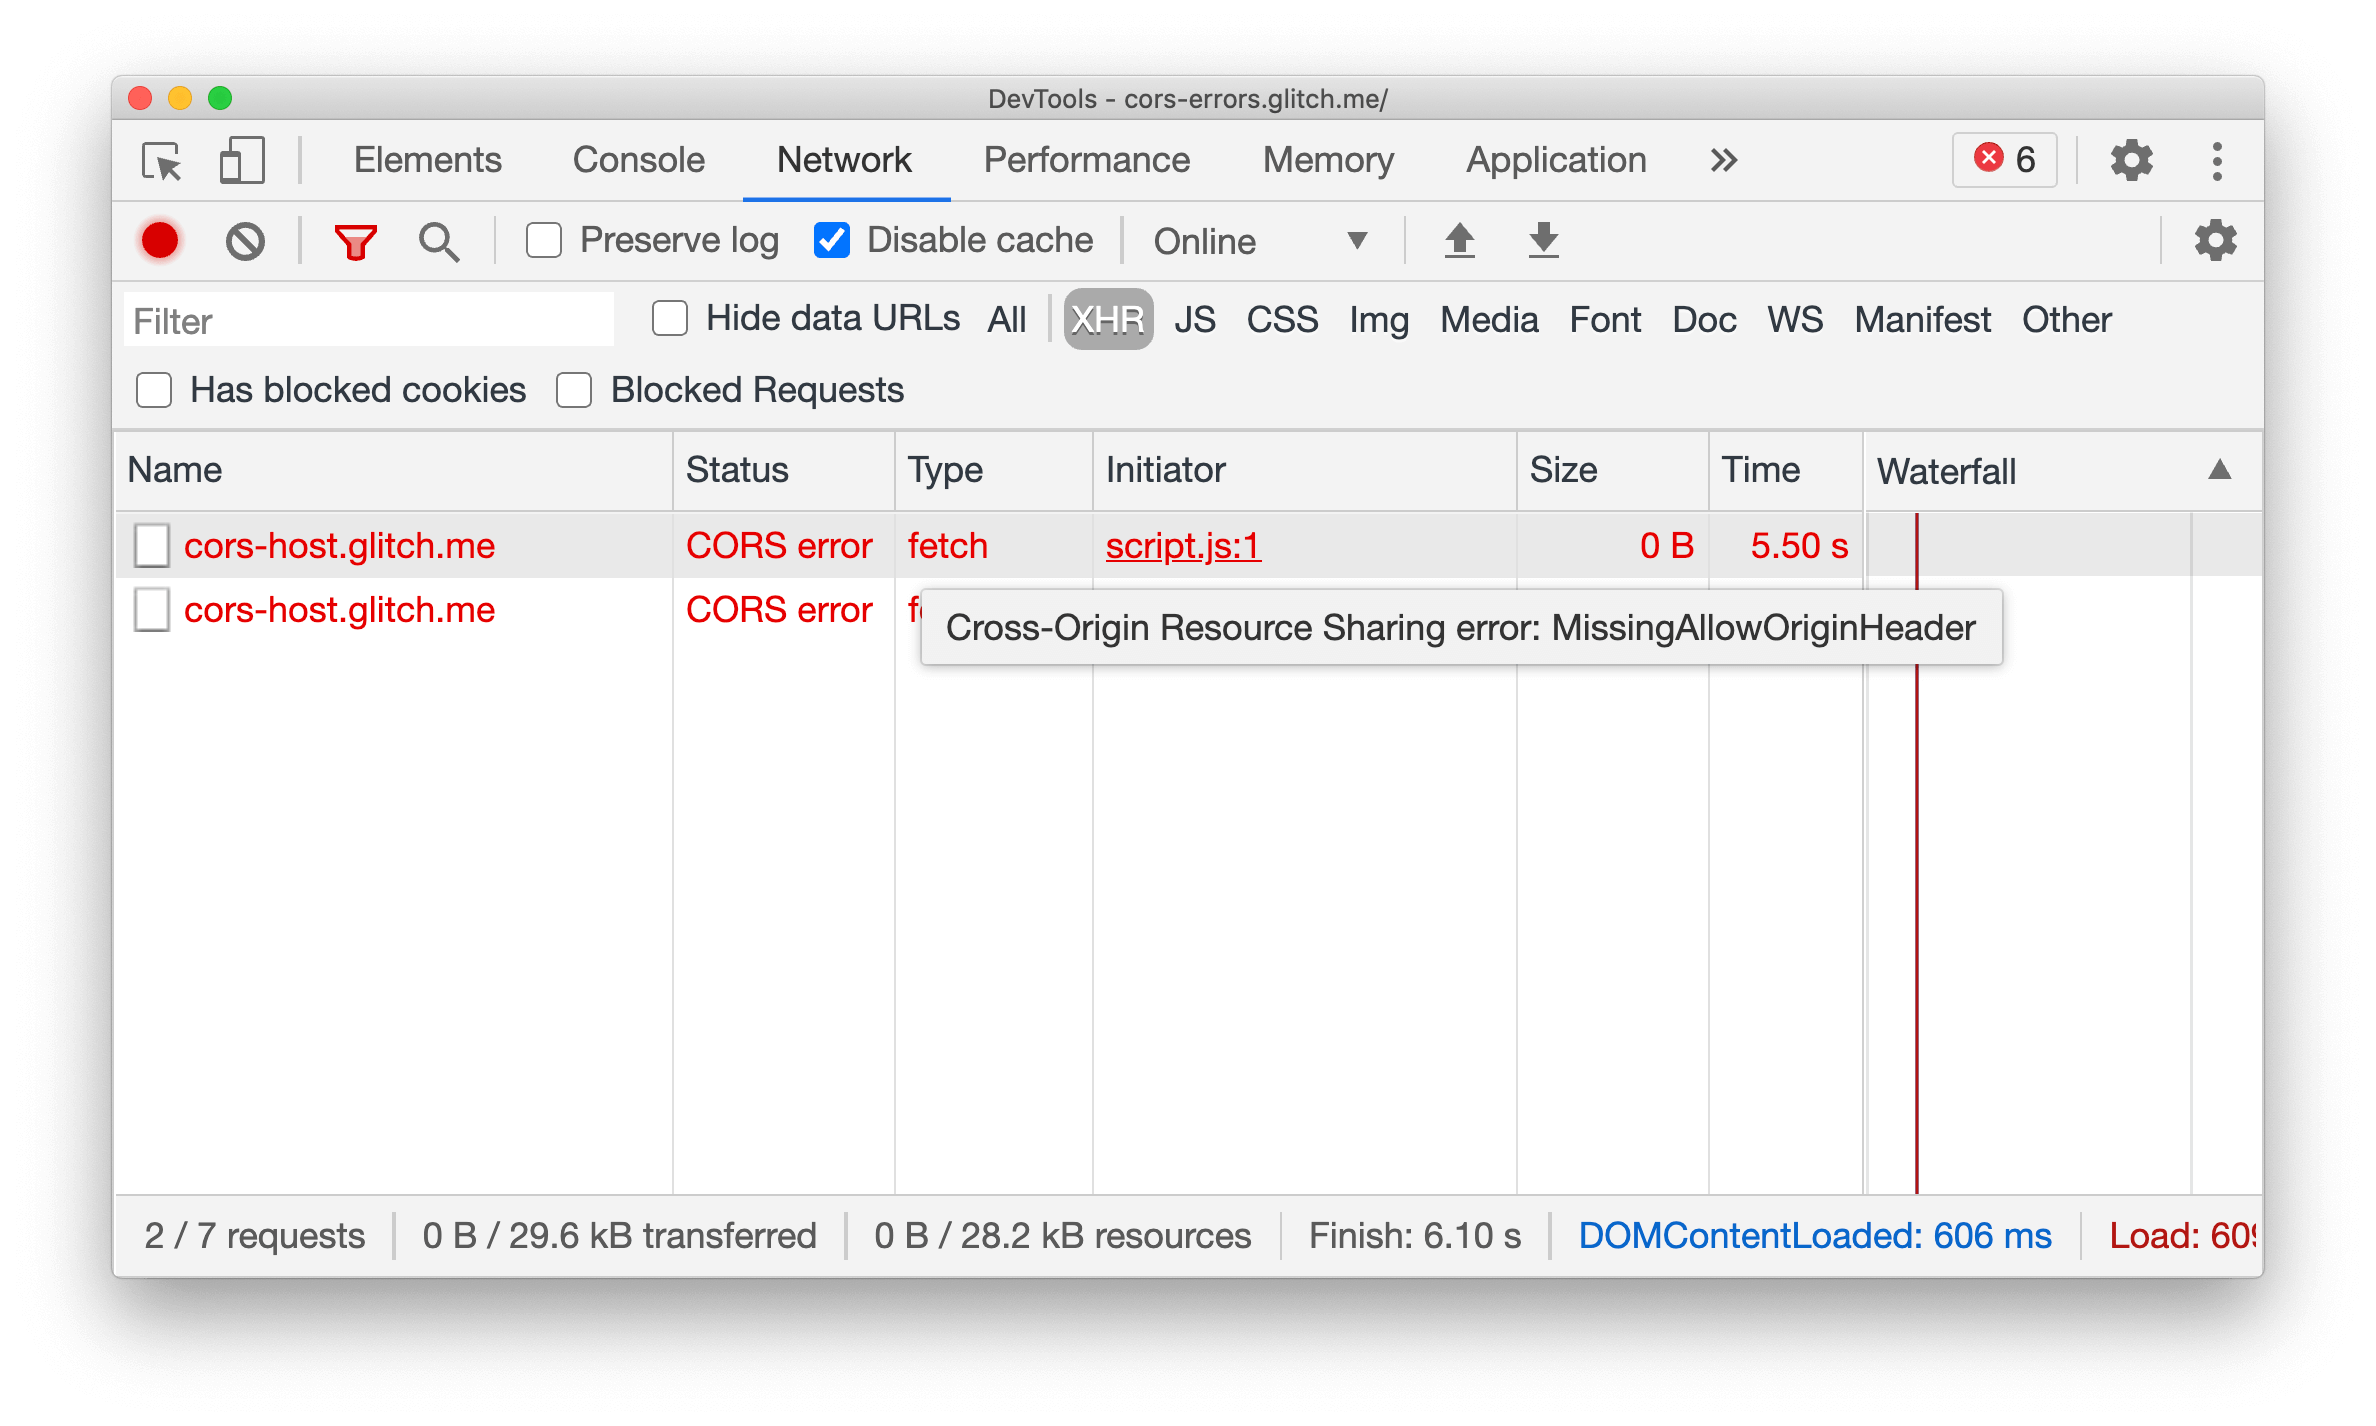 DevTools - cors-errors.glitch.me/
Elements Console Network Performance Memory Application » 6
Preserve log Disable cache Online
Filter Hide data URLs All XHR JS CSS Img Media Font Doc WS Manifest Other
Has blocked cookies Blocked Requests
Name Status Type Initiator Size Time Waterfall
cors-host.glitch.me CORS error fetch script.js:1 0 B 5.50 s
cors-host.glitch.me CORS error
Cross-Origin Resource Sharing error: MissingAllowOriginHeader
2 / 7 requests 0 B / 29.6 kB transferred 0 B / 28.2 kB resources Finish: 6.10 s DOMContentLoaded: 606 ms Load: